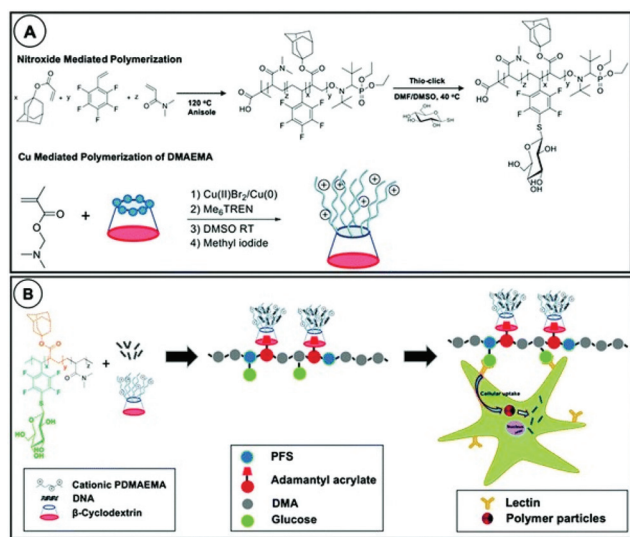 A
Nitroxide Mediated Polymerization
x
+ y
+ z
120 °C
Anisole
Thio-click
DMF/DMSO, 40 °C
Cu Mediated Polymerization of DMAEMA
+
1) Cu(II)Br2/Cu(0)
2) Me6TREN
3) DMSO RT
4) Methyl iodide
B
+
Cellular uptake
Nucleus
Cationic PDMAEMA
DNA
β-Cyclodextrin
PFS
Adamantyl acrylate
DMA
Glucose
Lectin
Polymer particles